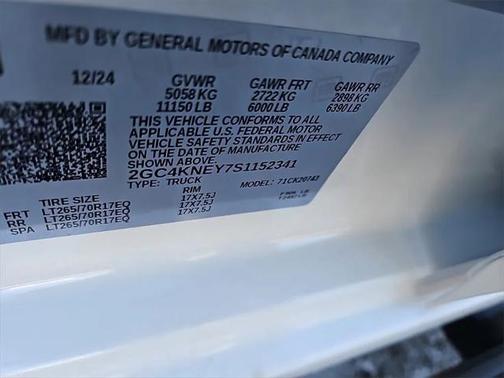 MFD BY GENERAL MOTORS OF CANADA COMPANY
12/24 GVWR GAWR FRT GAWR RR
5058 KG 2722 KG 2898 KG
11150 LB 6000 LB 6390 LB
THIS VEHICLE CONFORMS TO ALL
APPLICABLE U.S. FEDERAL MOTOR
VEHICLE SAFETY STANDARDS IN EFFECT
ON THE DATE OF MANUFACTURE SHOWN ABOVE
2GC4KNEY7S1152341
TYPE: TRUCK 71CK20743
TIRE SIZE RIM
FRT LT265/70R17EQ 17X7.5J
RR LT265/70R17EQ 17X7.5J
SPA LT265/70R17EQ 17X7.5J